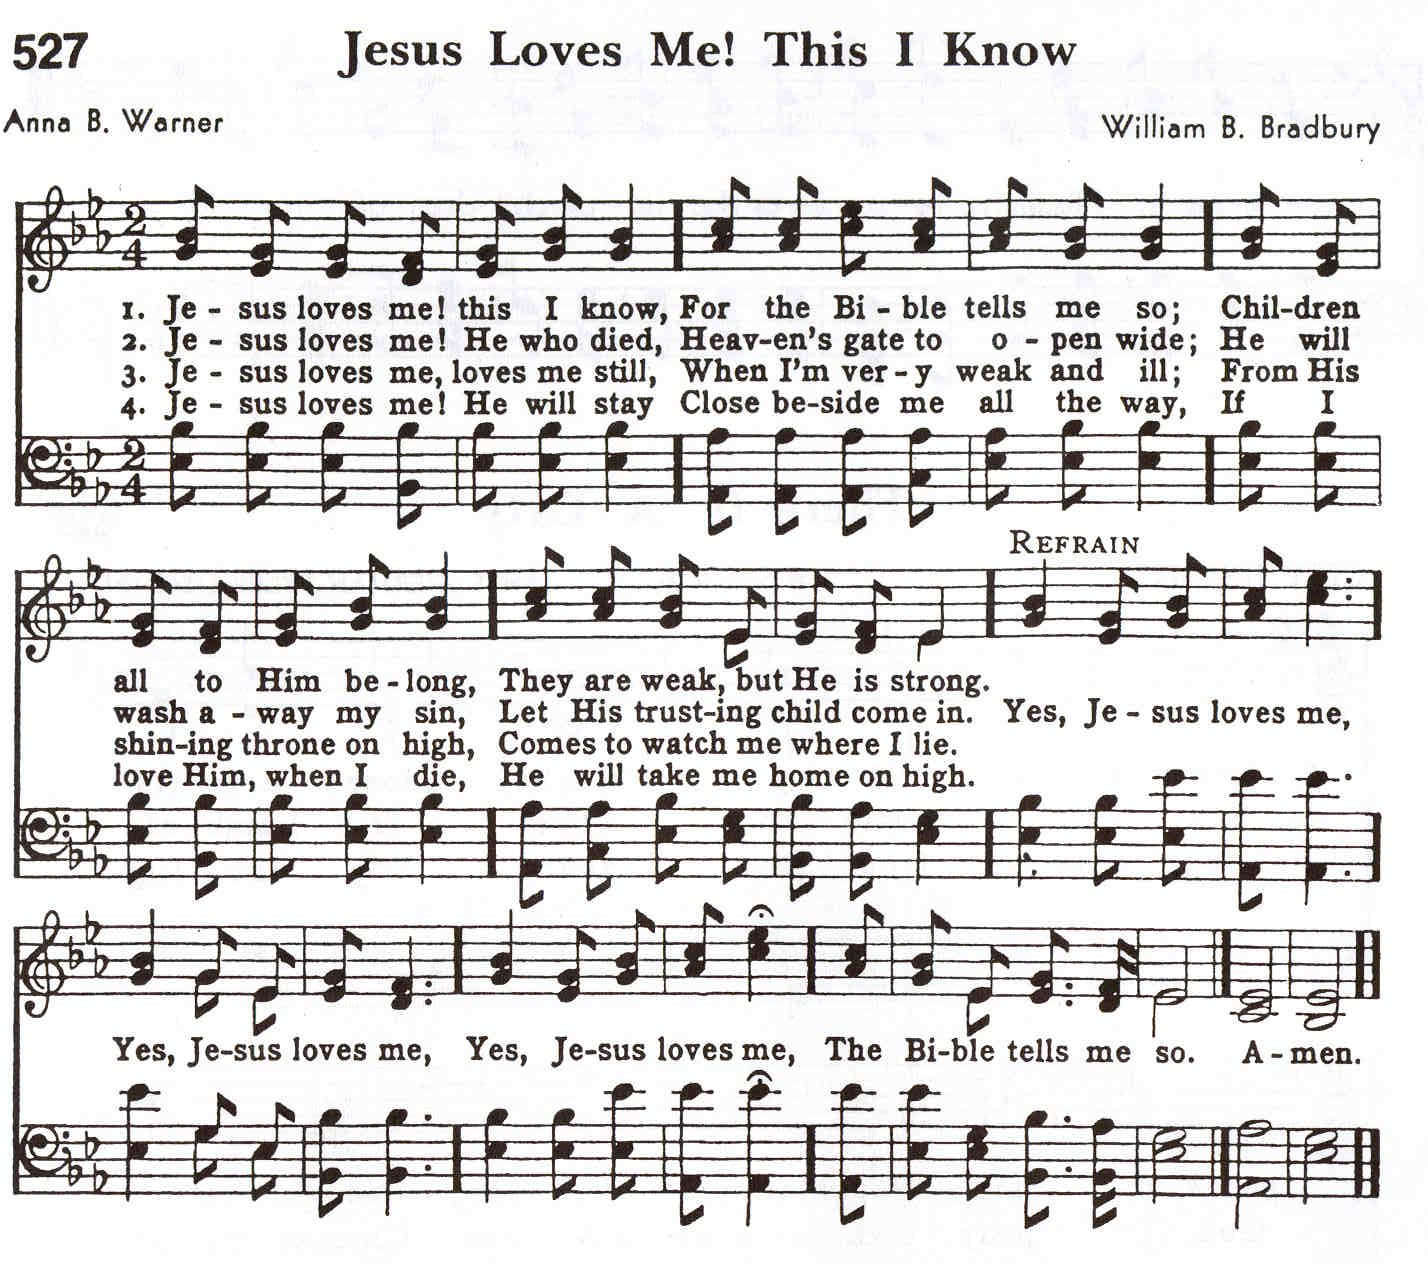 527 Jesus Loves Me! This I Know
Anna B. Warner William B. Bradbury
1. Je - sus loves me! this I know, For the Bi - ble tells me so; Chil-dren
2. Je - sus loves me! He who died, Heav-en's gate to o - pen wide; He will
3. Je - sus loves me, loves me still, When I'm ver - y weak and ill; From His
4. Je - sus loves me! He will stay Close be-side me all the way, If I
REFRAIN
all to Him be - long, They are weak, but He is strong.
wash a - way my sin, Let His trust-ing child come in. Yes, Je - sus loves me,
shin-ing throne on high, Comes to watch me where I lie.
love Him, when I die, He will take me home on high.
Yes, Je-sus loves me, Yes, Je-sus loves me, The Bi-ble tells me so. A - men.